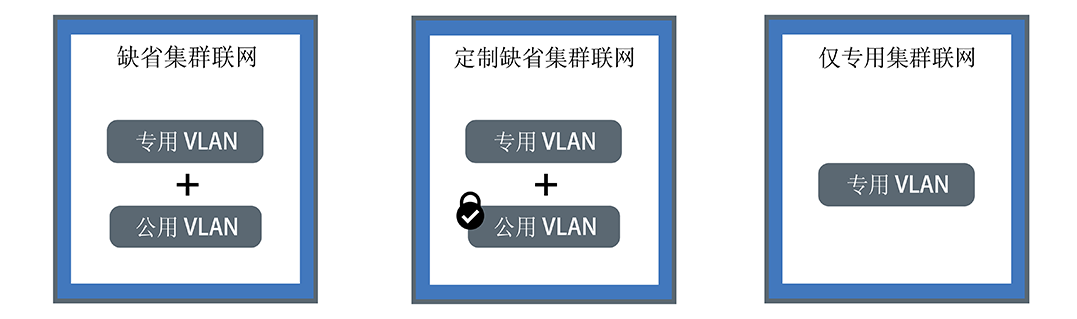 缺省集群联网
专用 VLAN
+
公用 VLAN
定制缺省集群联网
专用 VLAN
+
公用 VLAN
仅专用集群联网
专用 VLAN